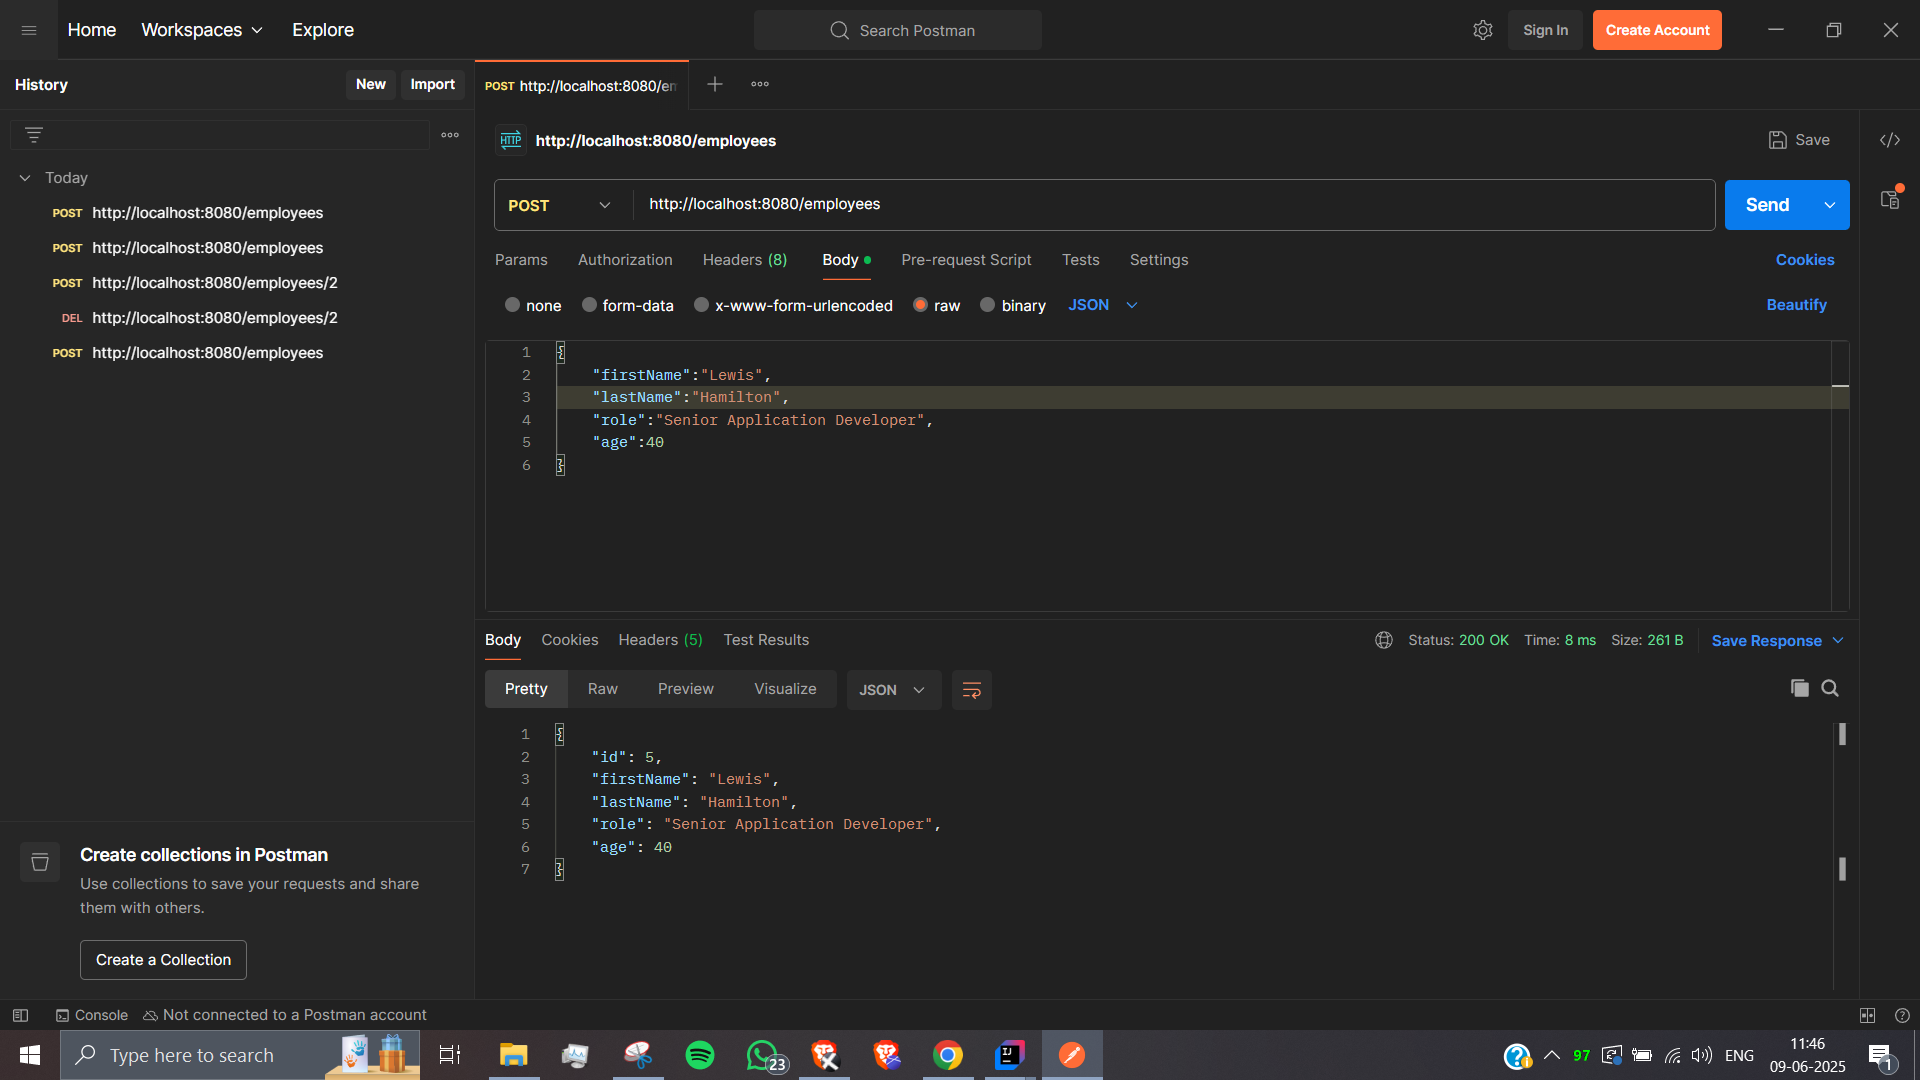 Home
Workspaces
Explore
Search Postman
Sign In
Create Account
History
New
Import
POST http://localhost:8080/em
HTTP
http://localhost:8080/employees
Save
Today
POST http://localhost:8080/employees
POST http://localhost:8080/employees
POST http://localhost:8080/employees/2
DEL http://localhost:8080/employees/2
POST http://localhost:8080/employees
POST
http://localhost:8080/employees
Send
Params
Authorization
Headers (8)
Body
Pre-request Script
Tests
Settings
Cookies
none
form-data
x-www-form-urlencoded
raw
binary
JSON
Beautify
1 {
2 "firstName":"Lewis",
3 "lastName":"Hamilton",
4 "role":"Senior Application Developer",
5 "age":40
6 }
Body
Cookies
Headers (5)
Test Results
Status: 200 OK
Time: 8 ms
Size: 261 B
Save Response
Pretty
Raw
Preview
Visualize
JSON
1 {
2 "id": 5,
3 "firstName": "Lewis",
4 "lastName": "Hamilton",
5 "role": "Senior Application Developer",
6 "age": 40
7 }
Create collections in Postman
Use collections to save your requests and share
them with others.
Create a Collection
Console
Not connected to a Postman account
Type here to search
23
IJ
97
ENG
11:46
09-06-2025
1